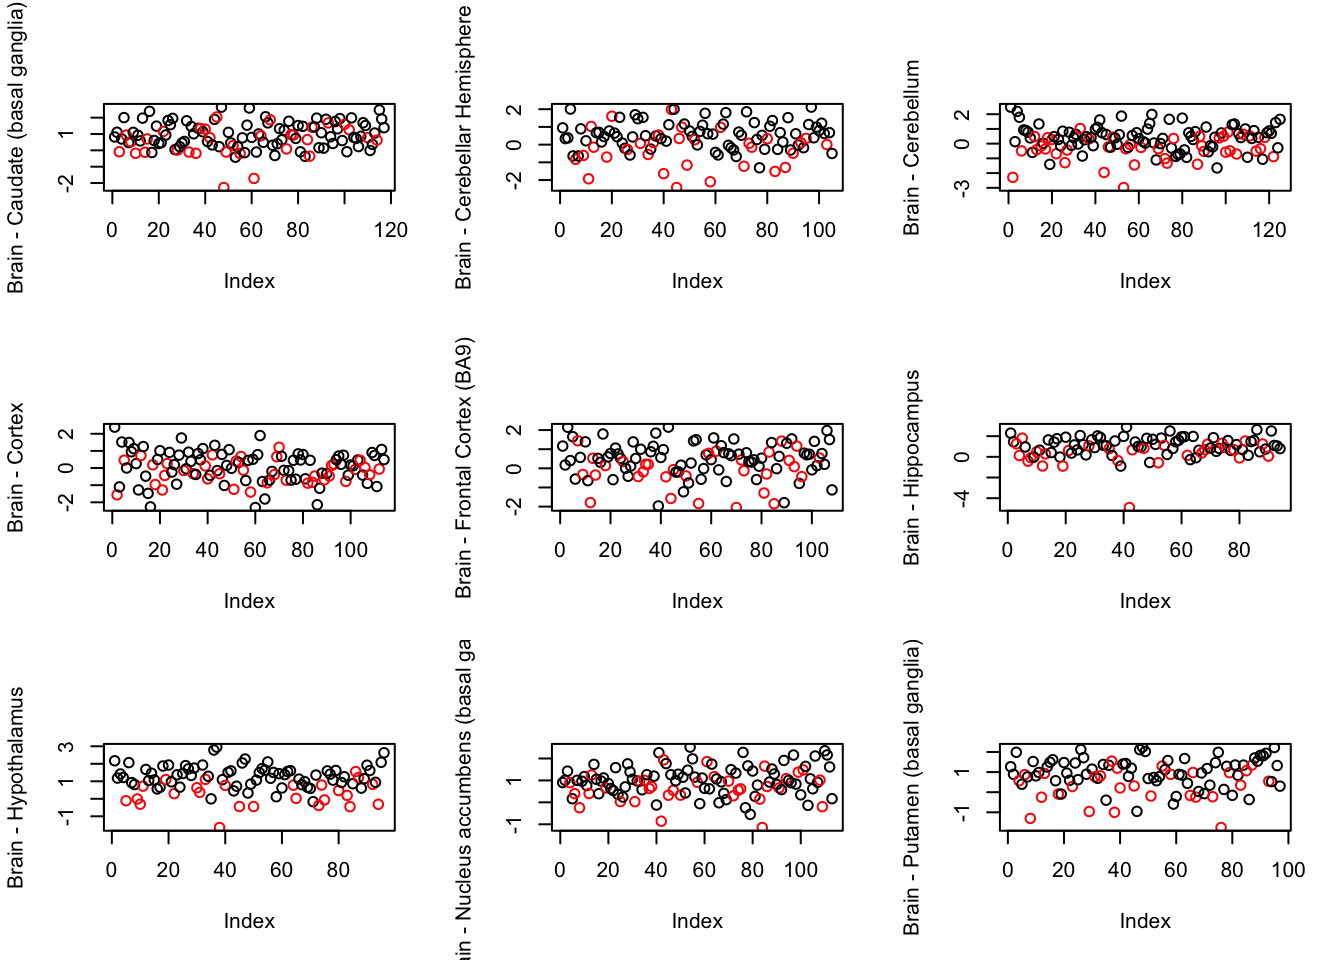 Brain - Caudate (basal ganglia)
1
-2
0 20 40 60 80 120
Index
Brain - Cerebellar Hemisphere
2
0
-2
0 20 40 60 80 100
Index
Brain - Cerebellum
2
0
-3
0 20 40 60 80 120
Index
Brain - Cortex
2
0
-2
0 20 40 60 80 100
Index
Brain - Frontal Cortex (BA9)
2
0
-2
0 20 40 60 80 100
Index
Brain - Hippocampus
0
-4
0 20 40 60 80
Index
Brain - Hypothalamus
3
1
-1
0 20 40 60 80
Index
ain - Nucleus accumbens (basal ga
1
-1
0 20 40 60 80 100
Index
Brain - Putamen (basal ganglia)
1
-1
0 20 40 60 80 100
Index